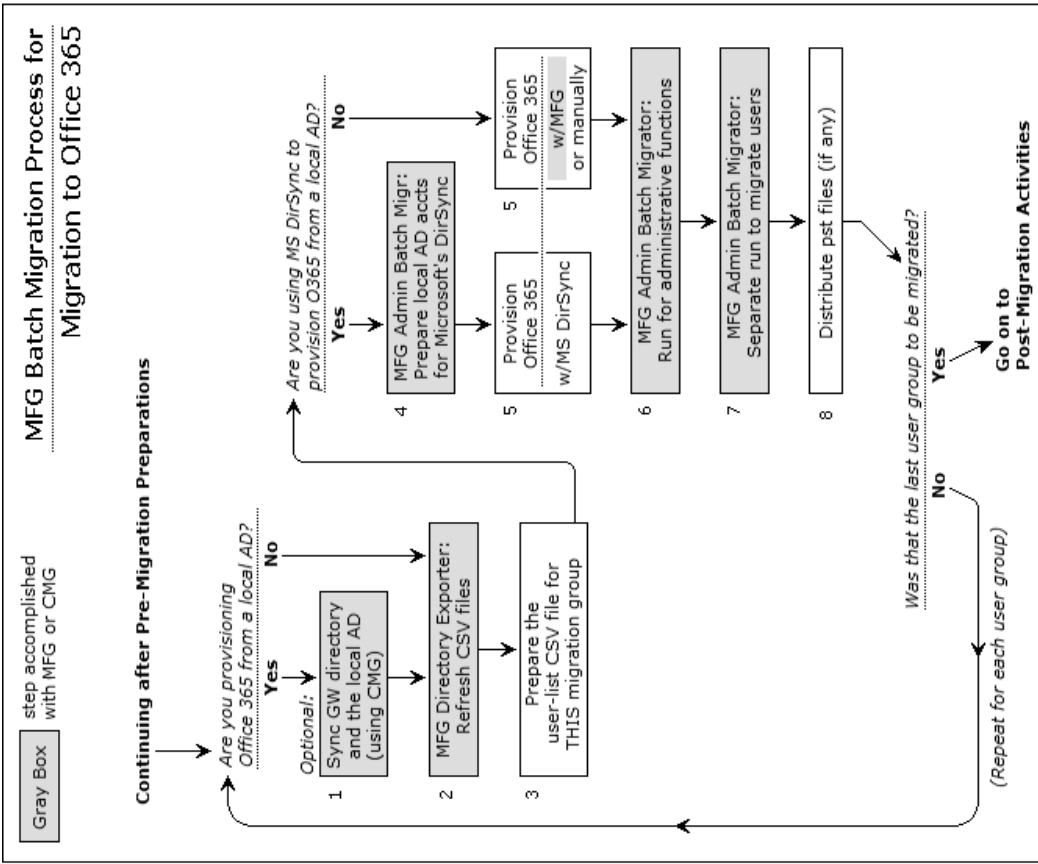 MFG Batch Migration Process for
Migration to Office 365
Gray Box
step accomplished
with MFG or CMG
Continuing after Pre-Migration Preparations
Are you provisioning
Office 365 from a local AD?
Yes
No
Optional:
1
Sync GW directory
and the local AD
(using CMG)
2
MFG Directory Exporter:
Refresh CSV files
3
Prepare the
user-list CSV file for
THIS migration group
Are you using MS DirSync to
provision O365 from a local AD?
Yes
No
4
MFG Admin Batch Migr:
Prepare local AD accts
for Microsoft's DirSync
5
Provision
Office 365
w/MS DirSync
5
Provision
Office 365
w/MFG
or manually
6
MFG Admin Batch Migrator:
Run for administrative functions
7
MFG Admin Batch Migrator:
Separate run to migrate users
8
Distribute pst files (if any)
Was that the last user group to be migrated?
No
Yes
(Repeat for each user group)
Go on to
Post-Migration Activities